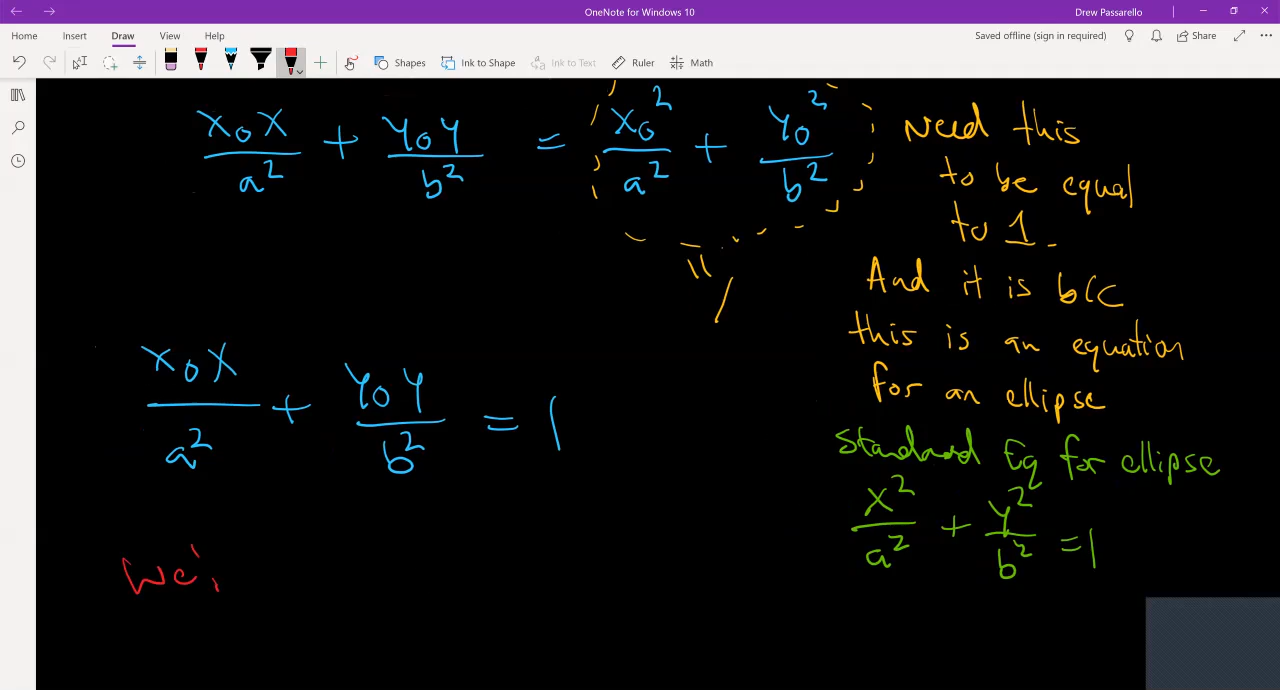 OneNote for Windows 10
Drew Passarello
Home Insert Draw View Help
Saved offline (sign in required) Share
Shapes Ink to Shape Ink to Text Ruler Math
x₀x/a² + y₀y/b² = x₀²/a² + y₀²/b²
Need this
to be equal
to 1.
And it is b/c
this is an equation
for an ellipse
x₀x/a² + y₀y/b² = 1
Standard Eq for ellipse
x²/a² + y²/b² = 1
We'